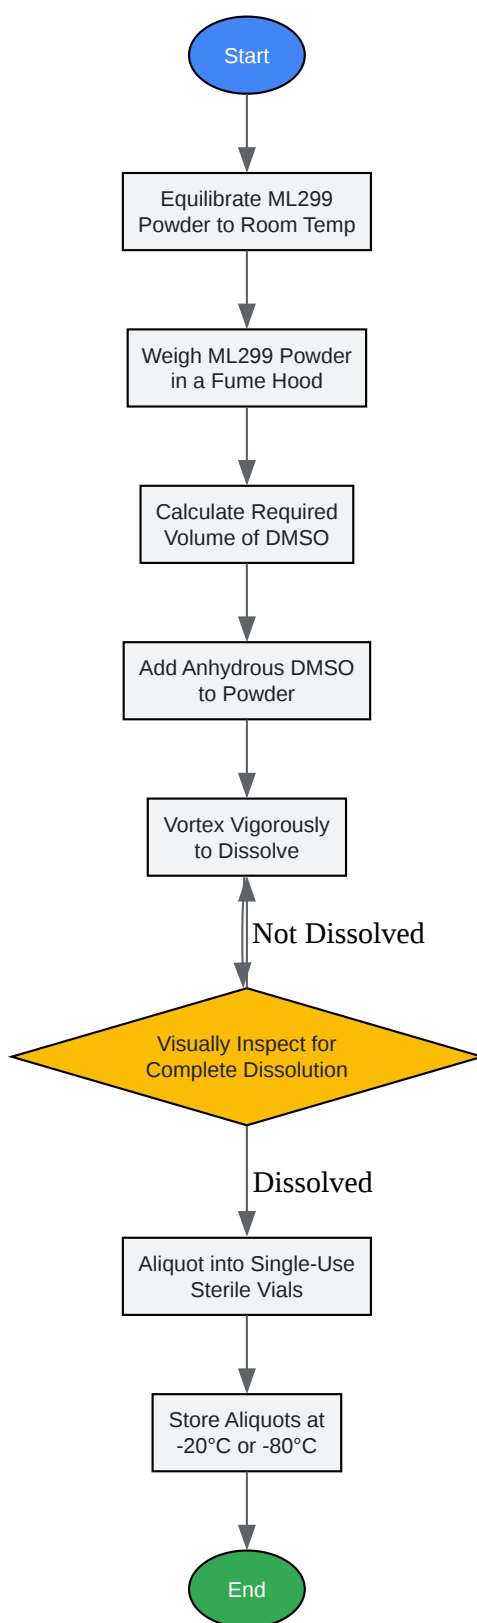 Start
Equilibrate ML299
Powder to Room Temp
Weigh ML299 Powder
in a Fume Hood
Calculate Required
Volume of DMSO
Add Anhydrous DMSO
to Powder
Vortex Vigorously
to Dissolve
Not Dissolved
Visually Inspect for
Complete Dissolution
Dissolved
Aliquot into Single-Use
Sterile Vials
Store Aliquots at
-20°C or -80°C
End